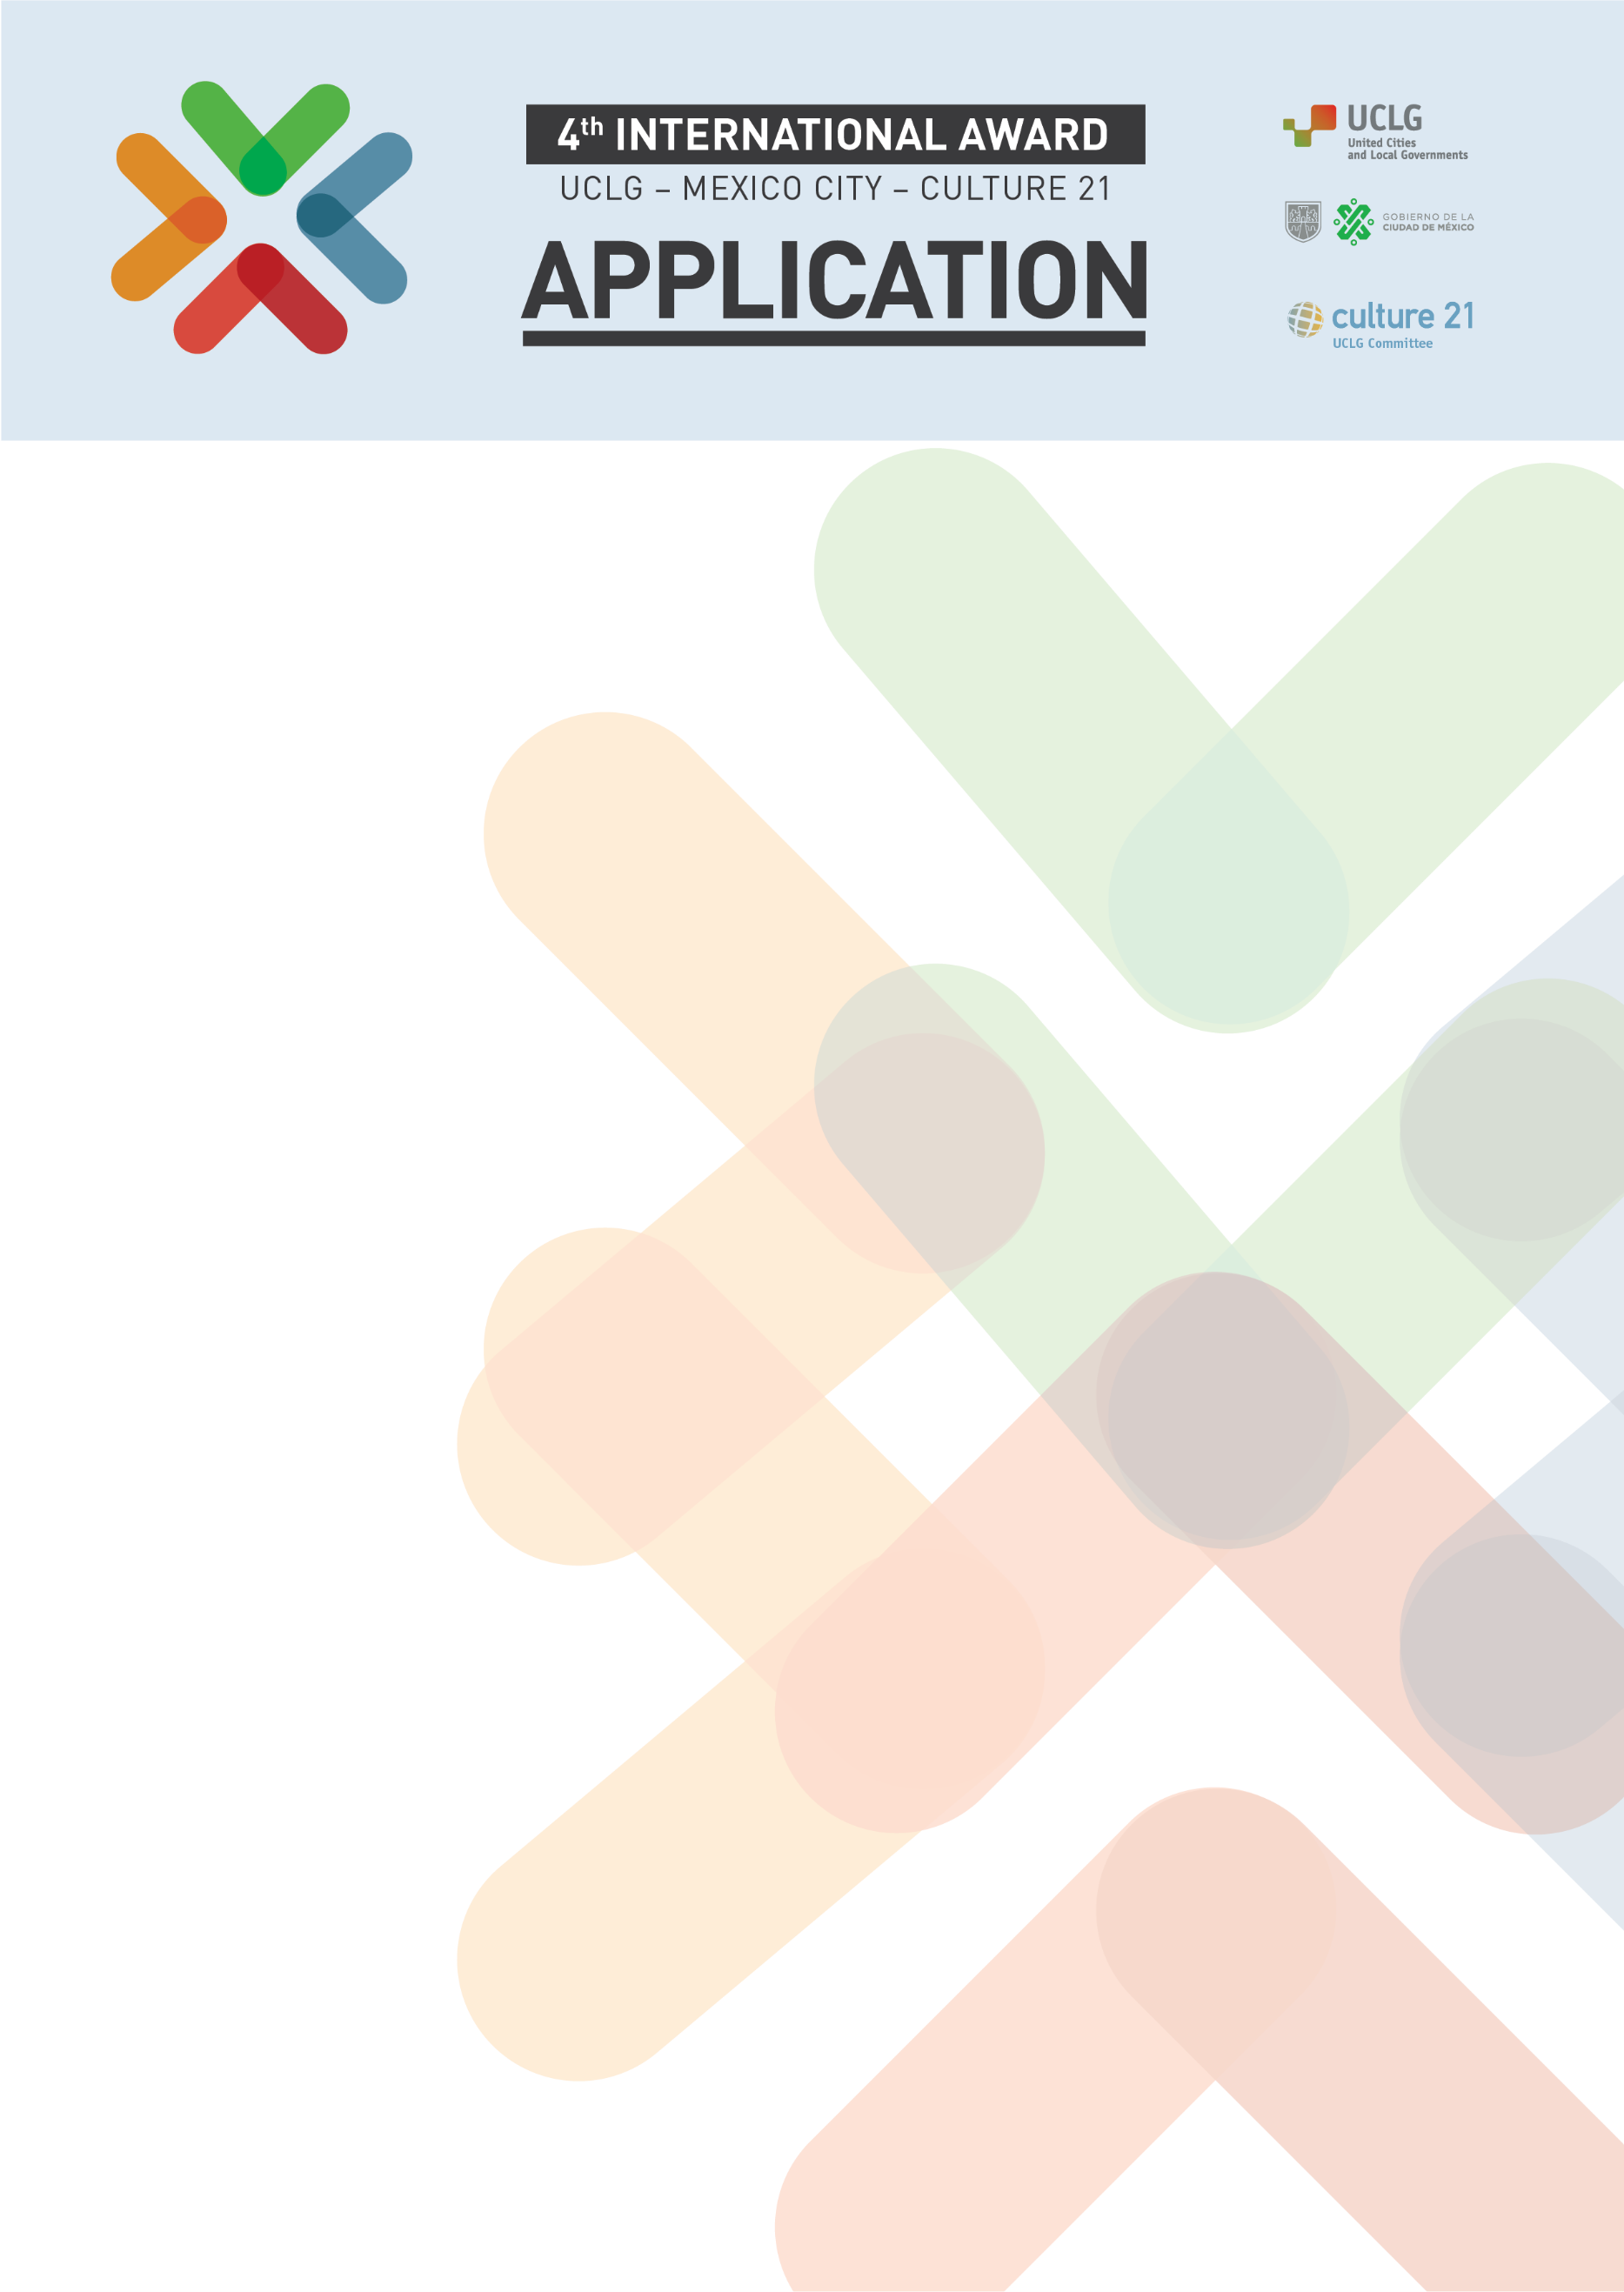 4th INTERNATIONAL AWARD
UCLG – MEXICO CITY – CULTURE 21
APPLICATION
UCLG
United Cities
and Local Governments
GOBIERNO DE LA
CIUDAD DE MÉXICO
culture 21
UCLG Committee